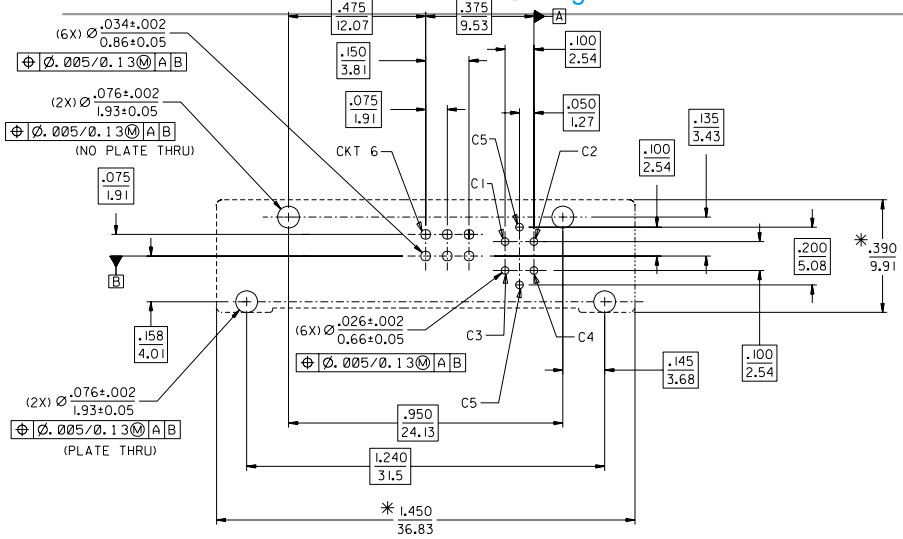 .475
12.07
.375
9.53
A
(6X) Ø .034±.002
0.86±0.05
⌖ Ø.005/0.13Ⓜ A B
.150
3.81
.100
2.54
(2X) Ø .076±.002
1.93±0.05
⌖ Ø.005/0.13Ⓜ A B
(NO PLATE THRU)
.075
1.91
.050
1.27
.135
3.43
.100
2.54
CKT 6
C5
C2
C1
.075
1.91
B
.200
5.08
* .390
9.91
(6X) Ø .026±.002
0.66±0.05
⌖ Ø.005/0.13Ⓜ A B
C3
C4
C5
.158
4.01
.145
3.68
.100
2.54
(2X) Ø .076±.002
1.93±0.05
⌖ Ø.005/0.13Ⓜ A B
(PLATE THRU)
.950
24.13
1.240
31.5
* 1.450
36.83